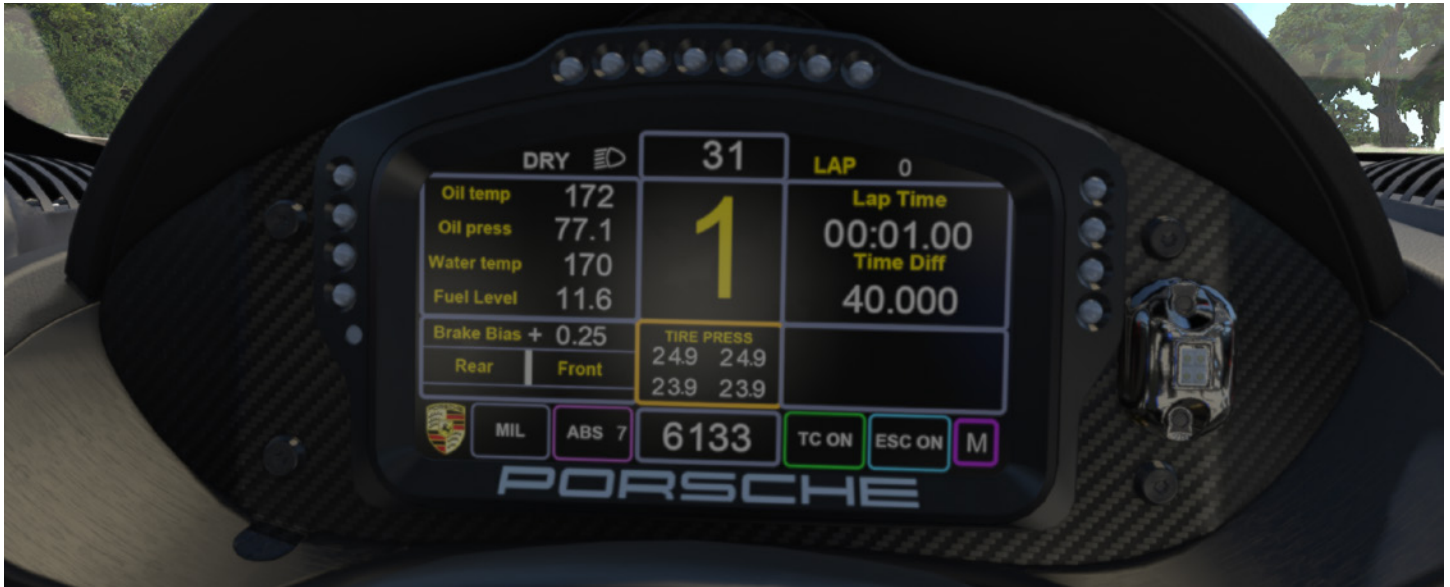 DRY
31
LAP 0
Oil temp 172
Oil press 77.1
Water temp 170
Fuel Level 11.6
1
Lap Time
00:01.00
Time Diff
40.000
Brake Bias + 0.25
Rear Front
TIRE PRESS
24.9 24.9
23.9 23.9
MIL
ABS 7
6133
TC ON
ESC ON
M
PORSCHE